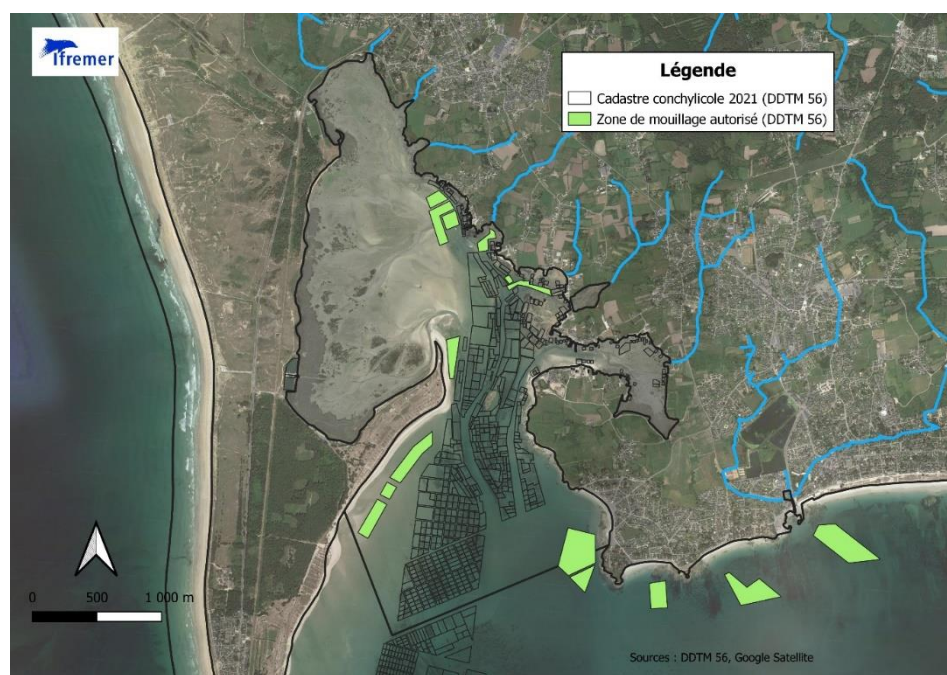 Ifremer
Légende
Cadastre conchylicole 2021 (DDTM 56)
Zone de mouillage autorisé (DDTM 56)
0 500 1 000 m
Sources : DDTM 56, Google Satellite